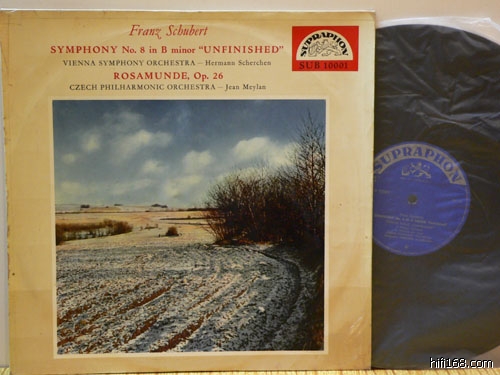 Franz Schubert
SYMPHONY No. 8 in B minor "UNFINISHED"
VIENNA SYMPHONY ORCHESTRA – Hermann Scherchen
ROSAMUNDE, Op. 26
CZECH PHILHARMONIC ORCHESTRA – Jean Meylan
SUPRAPHON
SUB 10001
SUPRAPHON
hifi168.com